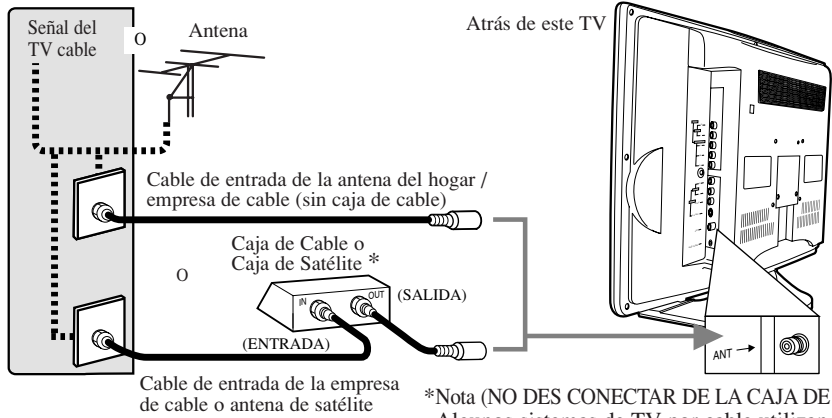 Señal del
TV cable
O
Antena
Atrás de este TV
Cable de entrada de la antena del hogar /
empresa de cable (sin caja de cable)
O
Caja de Cable o
Caja de Satélite *
IN
OUT
(SALIDA)
(ENTRADA)
ANT
Cable de entrada de la empresa
de cable o antena de satélite
*Nota (NO DES CONECTAR DE LA CAJA DE